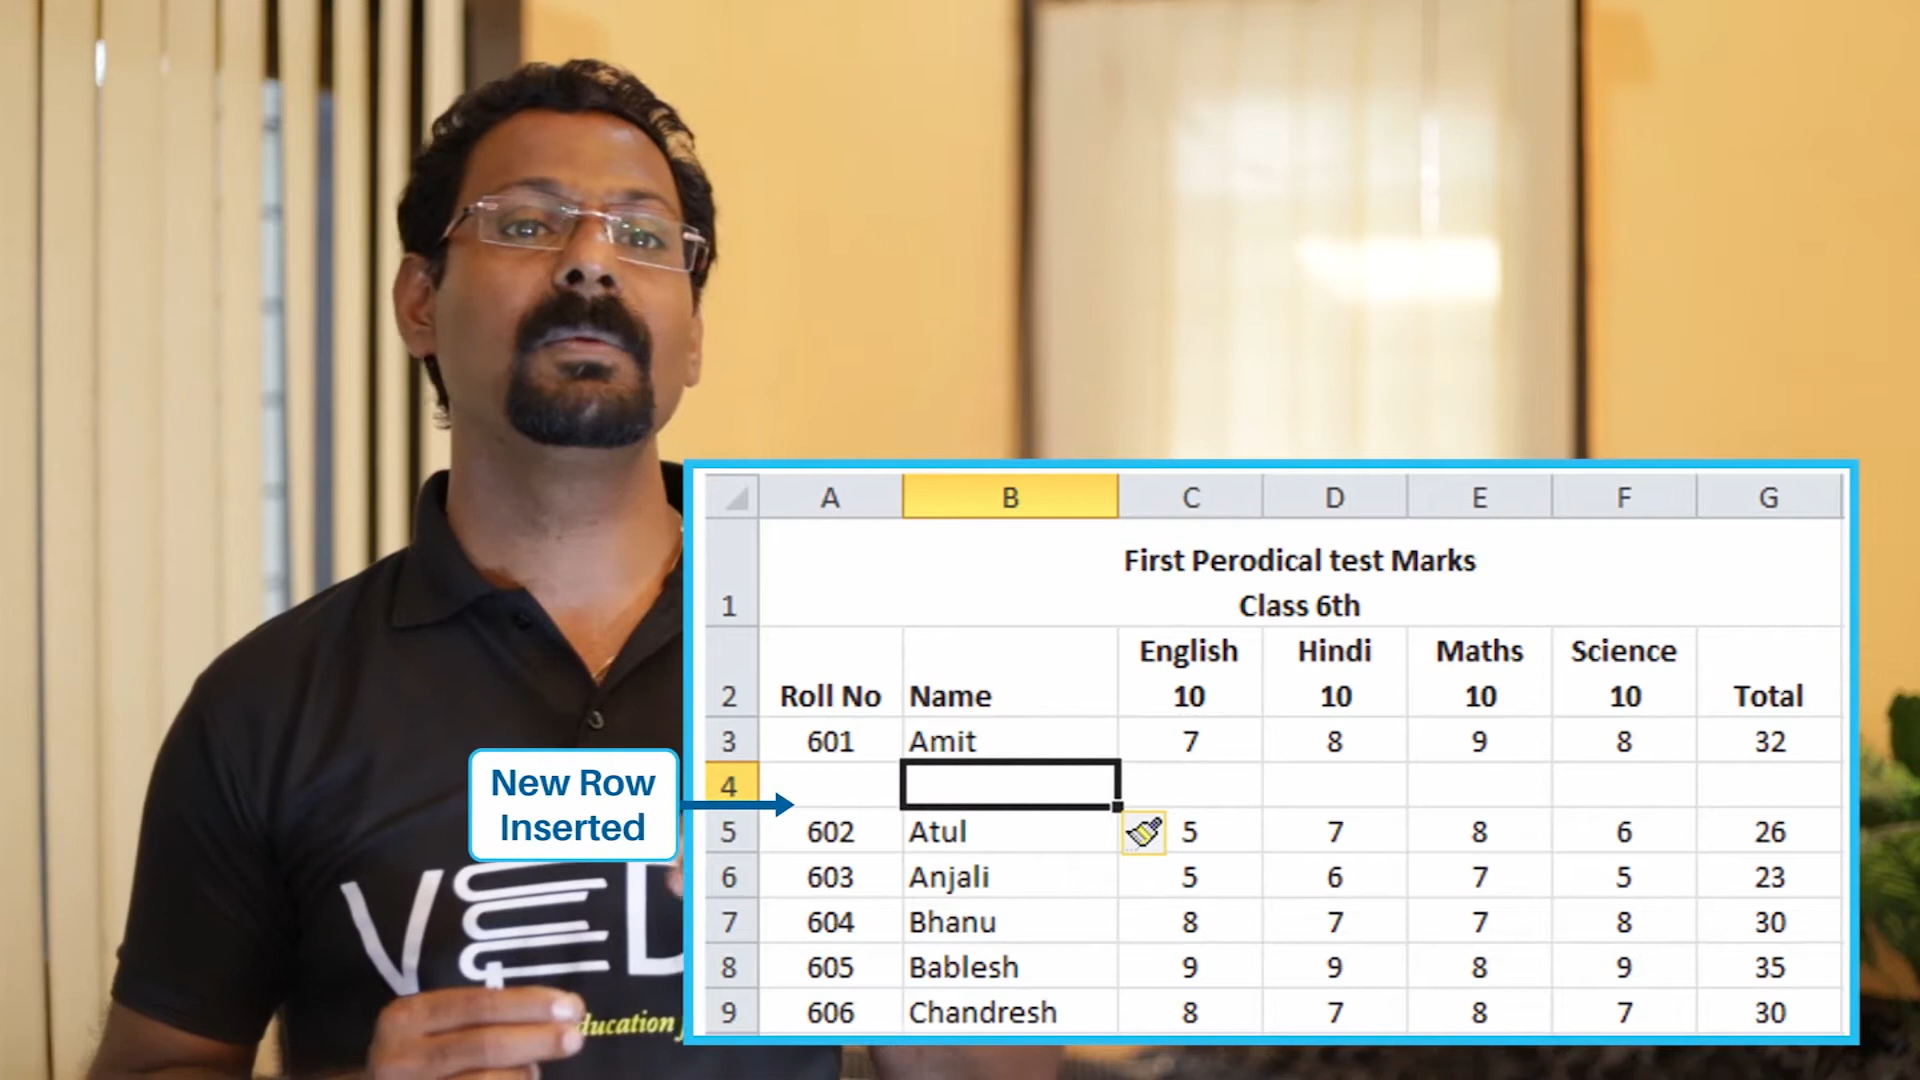 A B C D E F G
First Perodical test Marks
1 Class 6th
English Hindi Maths Science
2 Roll No Name 10 10 10 10 Total
3 601 Amit 7 8 9 8 32
4
5 602 Atul 5 7 8 6 26
6 603 Anjali 5 6 7 5 23
7 604 Bhanu 8 7 7 8 30
8 605 Bablesh 9 9 8 9 35
9 606 Chandresh 8 7 8 7 30
New Row
Inserted